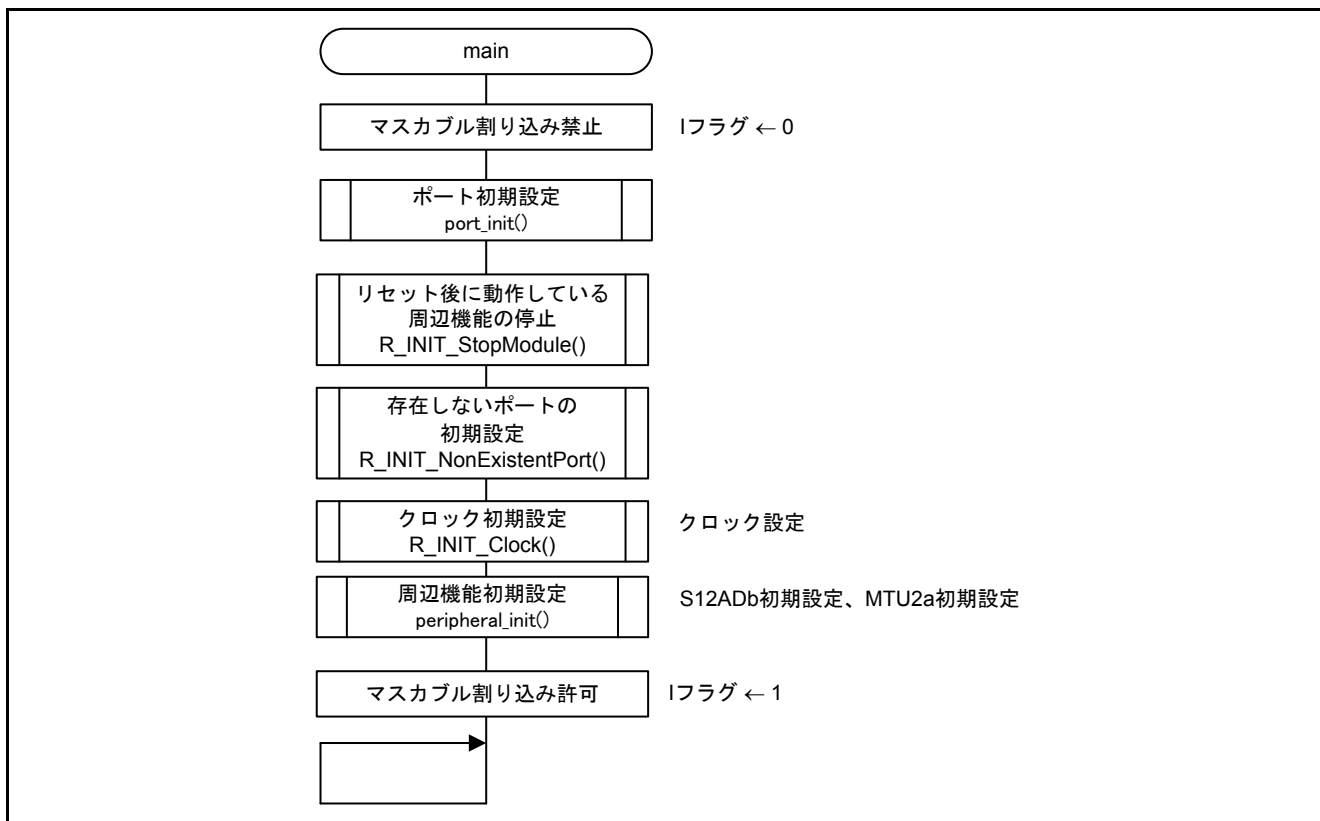 main
マスカブル割り込み禁止
Iフラグ ← 0
ポート初期設定
port_init()
リセット後に動作している
周辺機能の停止
R_INIT_StopModule()
存在しないポートの
初期設定
R_INIT_NonExistentPort()
クロック初期設定
R_INIT_Clock()
クロック設定
周辺機能初期設定
peripheral_init()
S12ADb初期設定、MTU2a初期設定
マスカブル割り込み許可
Iフラグ ← 1